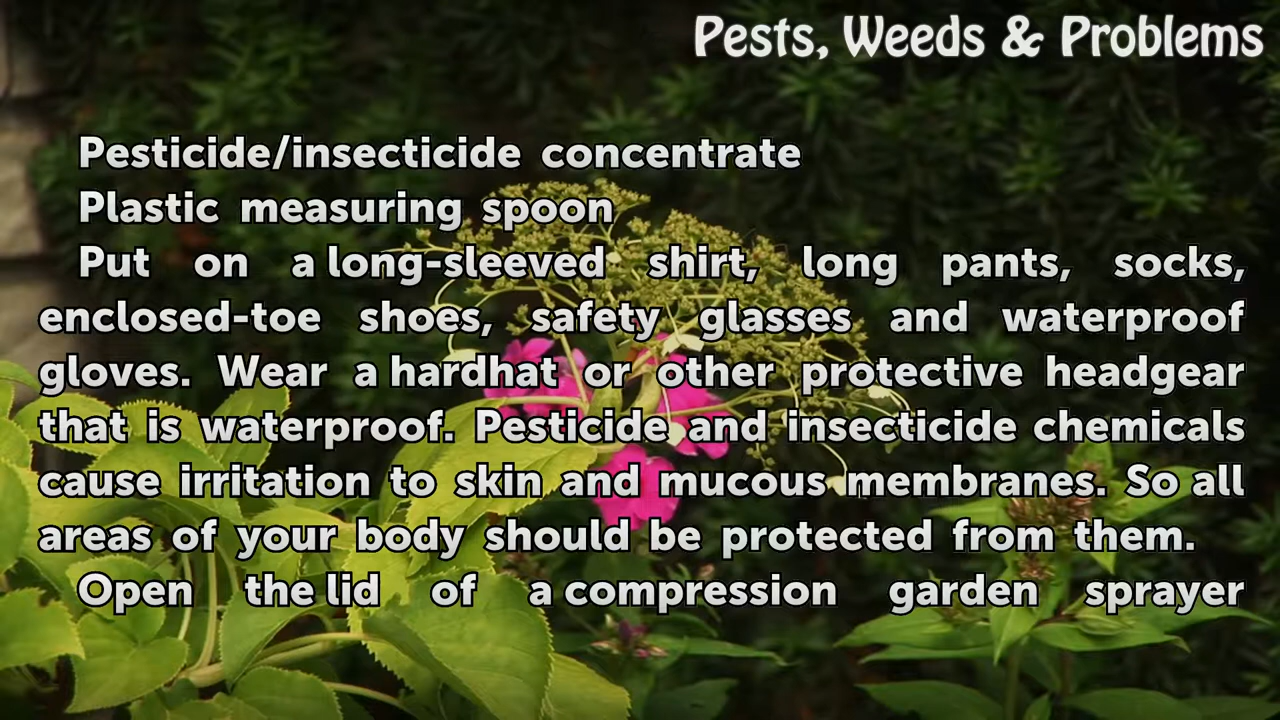 Pests, Weeds & Problems
Pesticide/insecticide concentrate
Plastic measuring spoon
Put on a long-sleeved shirt, long pants, socks,
enclosed-toe shoes, safety glasses and waterproof
gloves. Wear a hardhat or other protective headgear
that is waterproof. Pesticide and insecticide chemicals
cause irritation to skin and mucous membranes. So all
areas of your body should be protected from them.
Open the lid of a compression garden sprayer